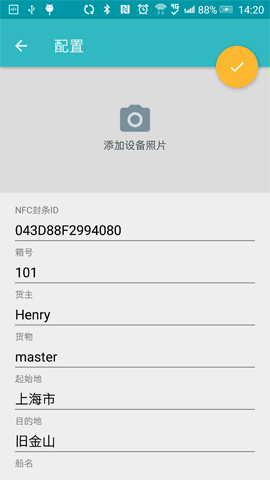 88% 14:20
配置
添加设备照片
NFC封条ID
043D88F2994080
箱号
101
货主
Henry
货物
master
起始地
上海市
目的地
旧金山
船名